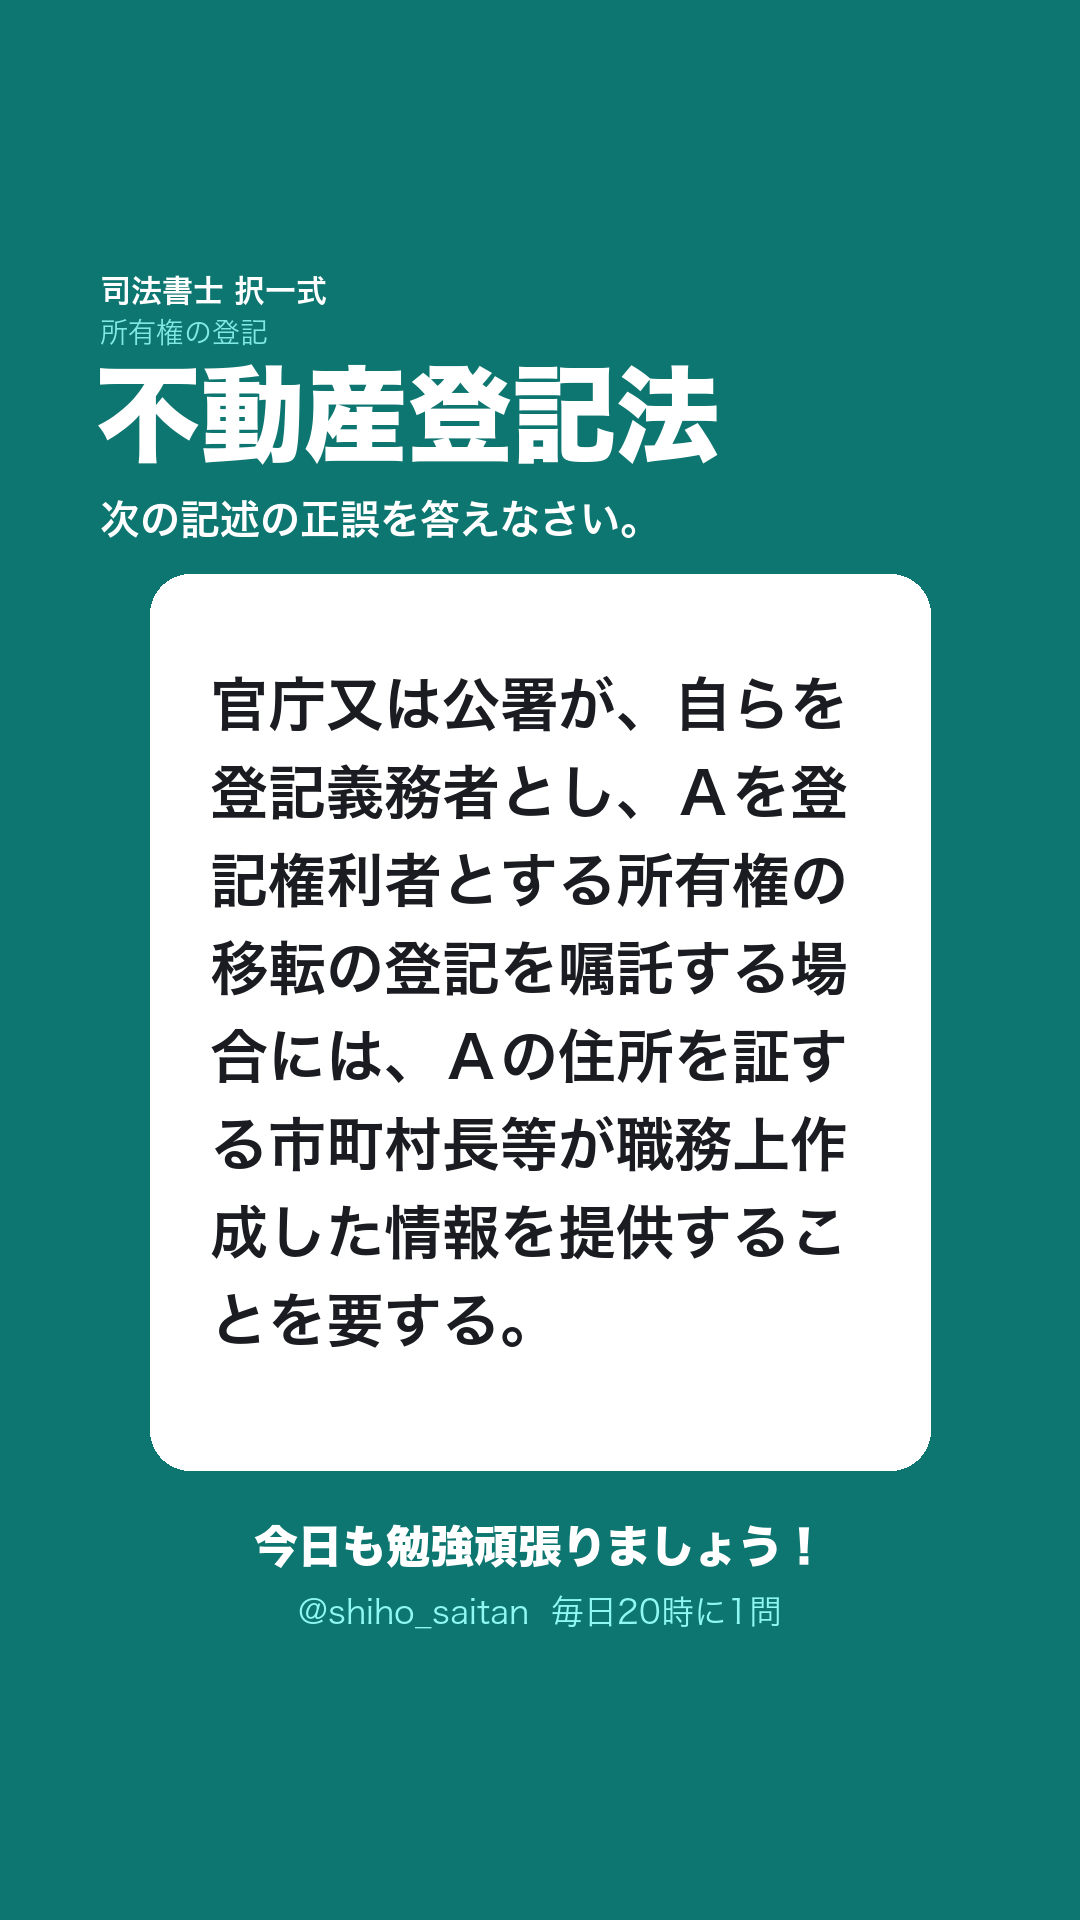 司法書士 択一式
所有権の登記
不動産登記法
次の記述の正誤を答えなさい。
官庁又は公署が、自らを
登記義務者とし、Ａを登
記権利者とする所有権の
移転の登記を嘱託する場
合には、Ａの住所を証す
る市町村長等が職務上作
成した情報を提供するこ
とを要する。
今日も勉強頑張りましょう！
@shiho_saitan 毎日20時に1問